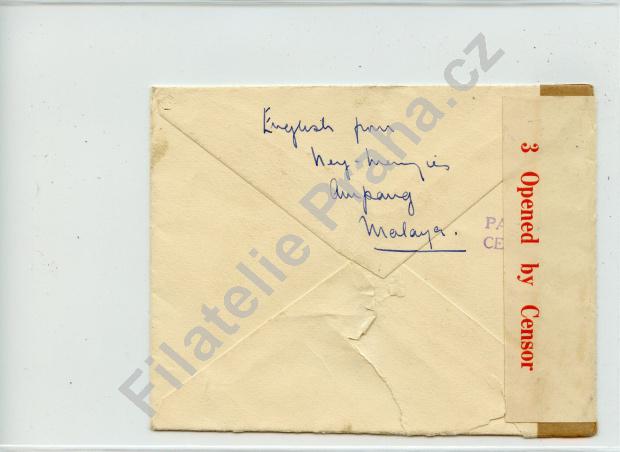 English from
Ampang
Malaya.
PA
CE
3 Opened by Censor
Filatelie Praha.cz